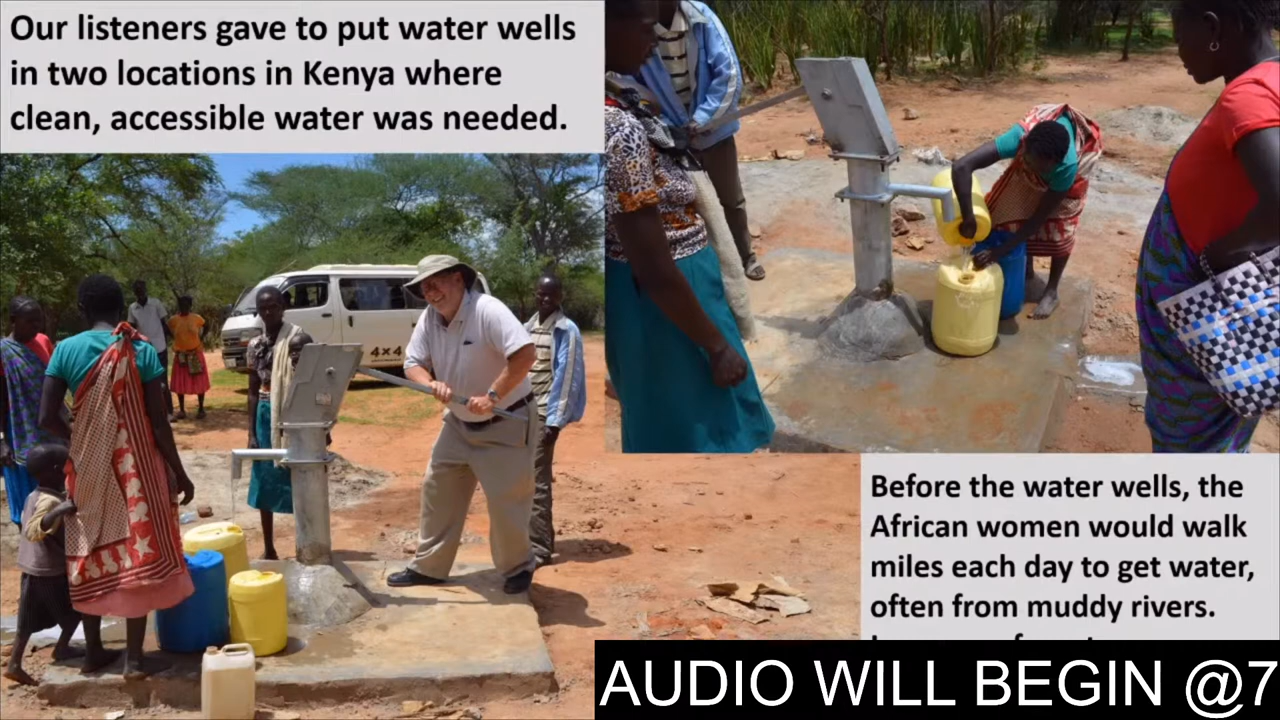 Our listeners gave to put water wells
in two locations in Kenya where
clean, accessible water was needed.
4×4
Before the water wells, the
African women would walk
miles each day to get water,
often from muddy rivers.
AUDIO WILL BEGIN @7